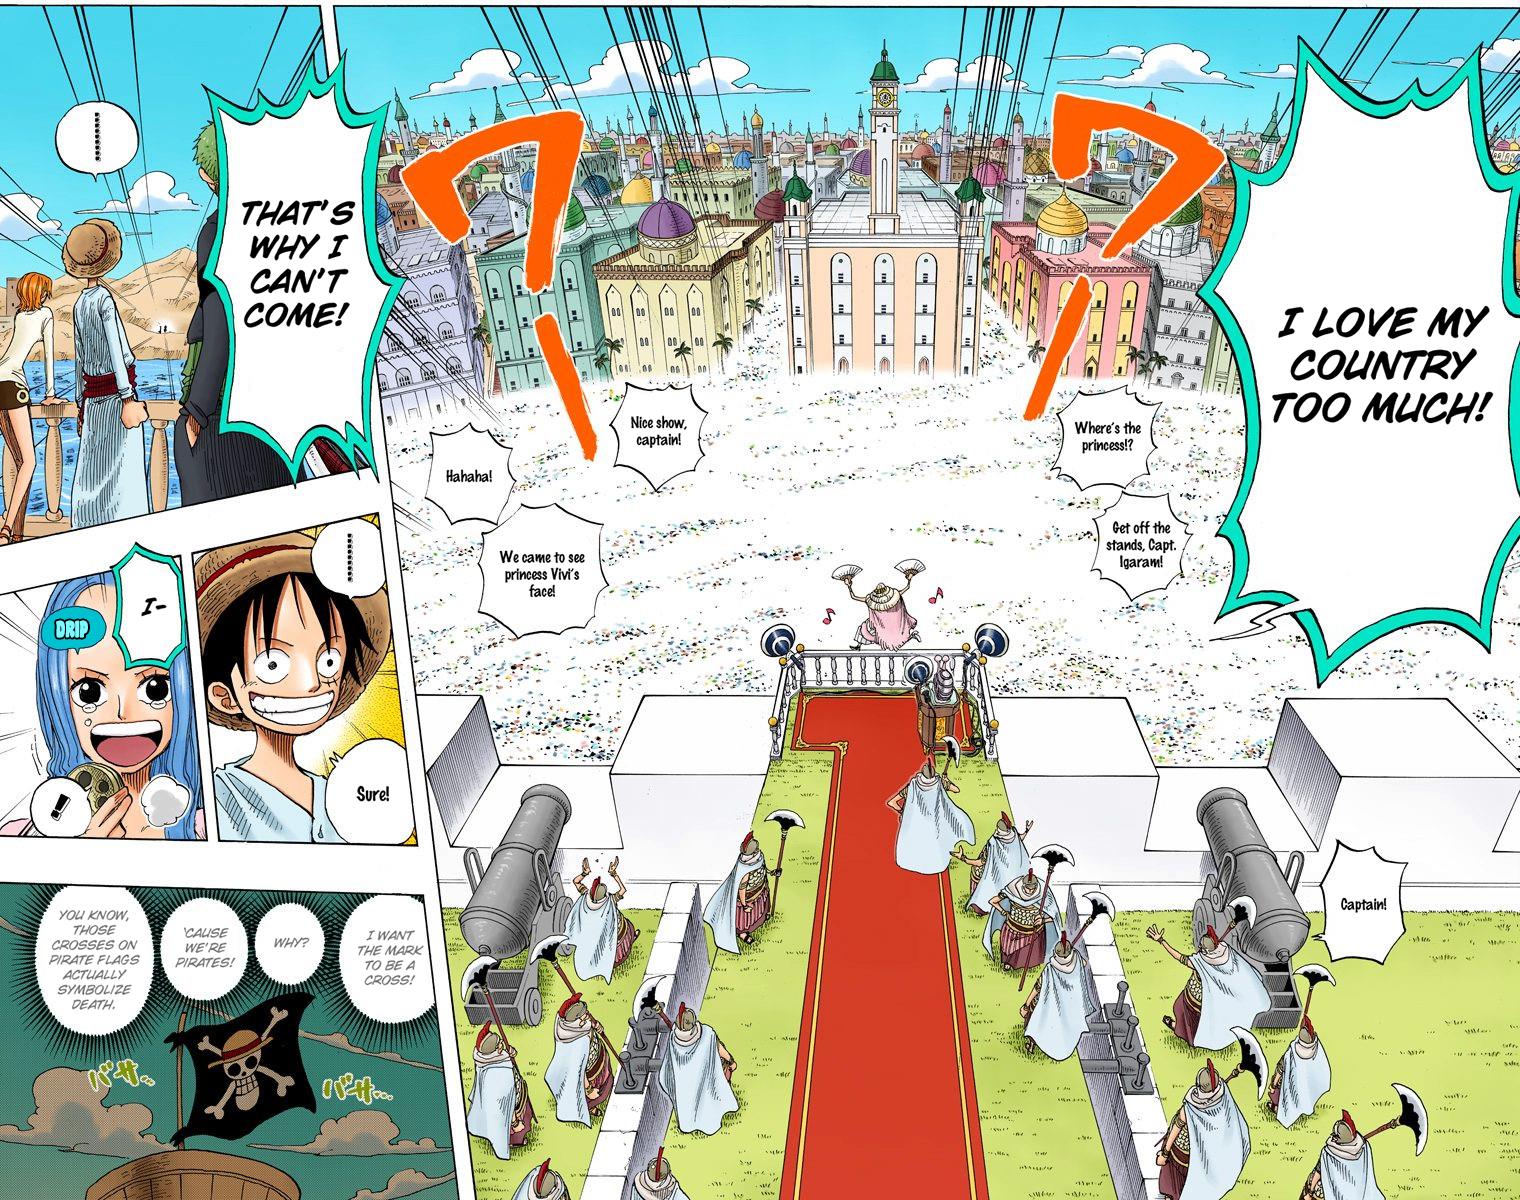 I LOVE MY
COUNTRY
TOO MUCH!
ワ
ワ
Where's the
princess!?
Get off the
stands, Capt.
Igaram!
Nice show,
captain!
Hahaha!
We came to see
princess Vivi's
face!
Captain!
THAT'S
WHY I
CAN'T
COME!
Sure!
I-
DRIP
!!
I WANT
THE MARK
TO BE A
CROSS!
WHY?
'CAUSE
WE'RE
PIRATES!
YOU KNOW,
THOSE
CROSSES ON
PIRATE FLAGS
ACTUALLY
SYMBOLIZE
DEATH.
バサ...
バサ...